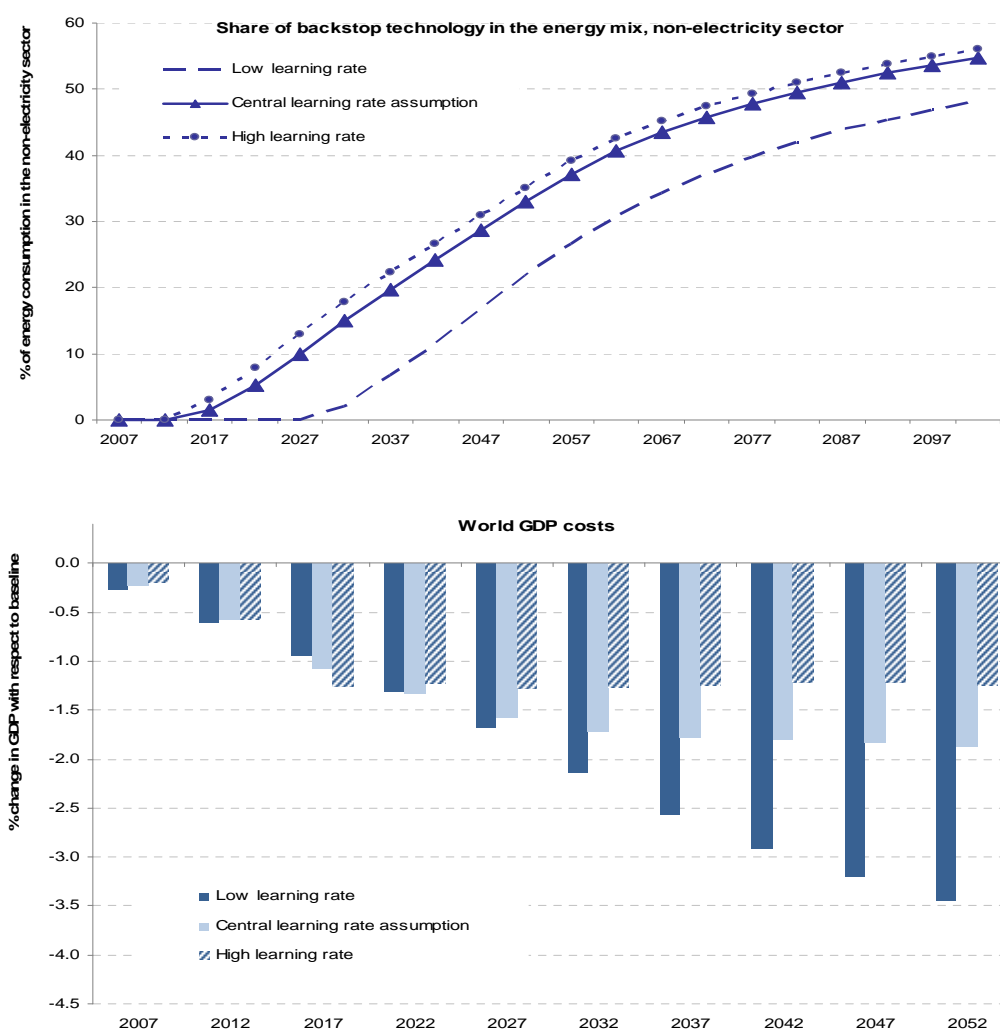 Share of backstop technology in the energy mix, non-electricity sector
% of energy consumption in the non-electricity sector
60
50
40
30
20
10
0
Low learning rate
Central learning rate assumption
High learning rate
2007 2017 2027 2037 2047 2057 2067 2077 2087 2097
World GDP costs
% change in GDP with respect to baseline
0.0
-0.5
-1.0
-1.5
-2.0
-2.5
-3.0
-3.5
-4.0
-4.5
Low learning rate
Central learning rate assumption
High learning rate
2007 2012 2017 2022 2027 2032 2037 2042 2047 2052